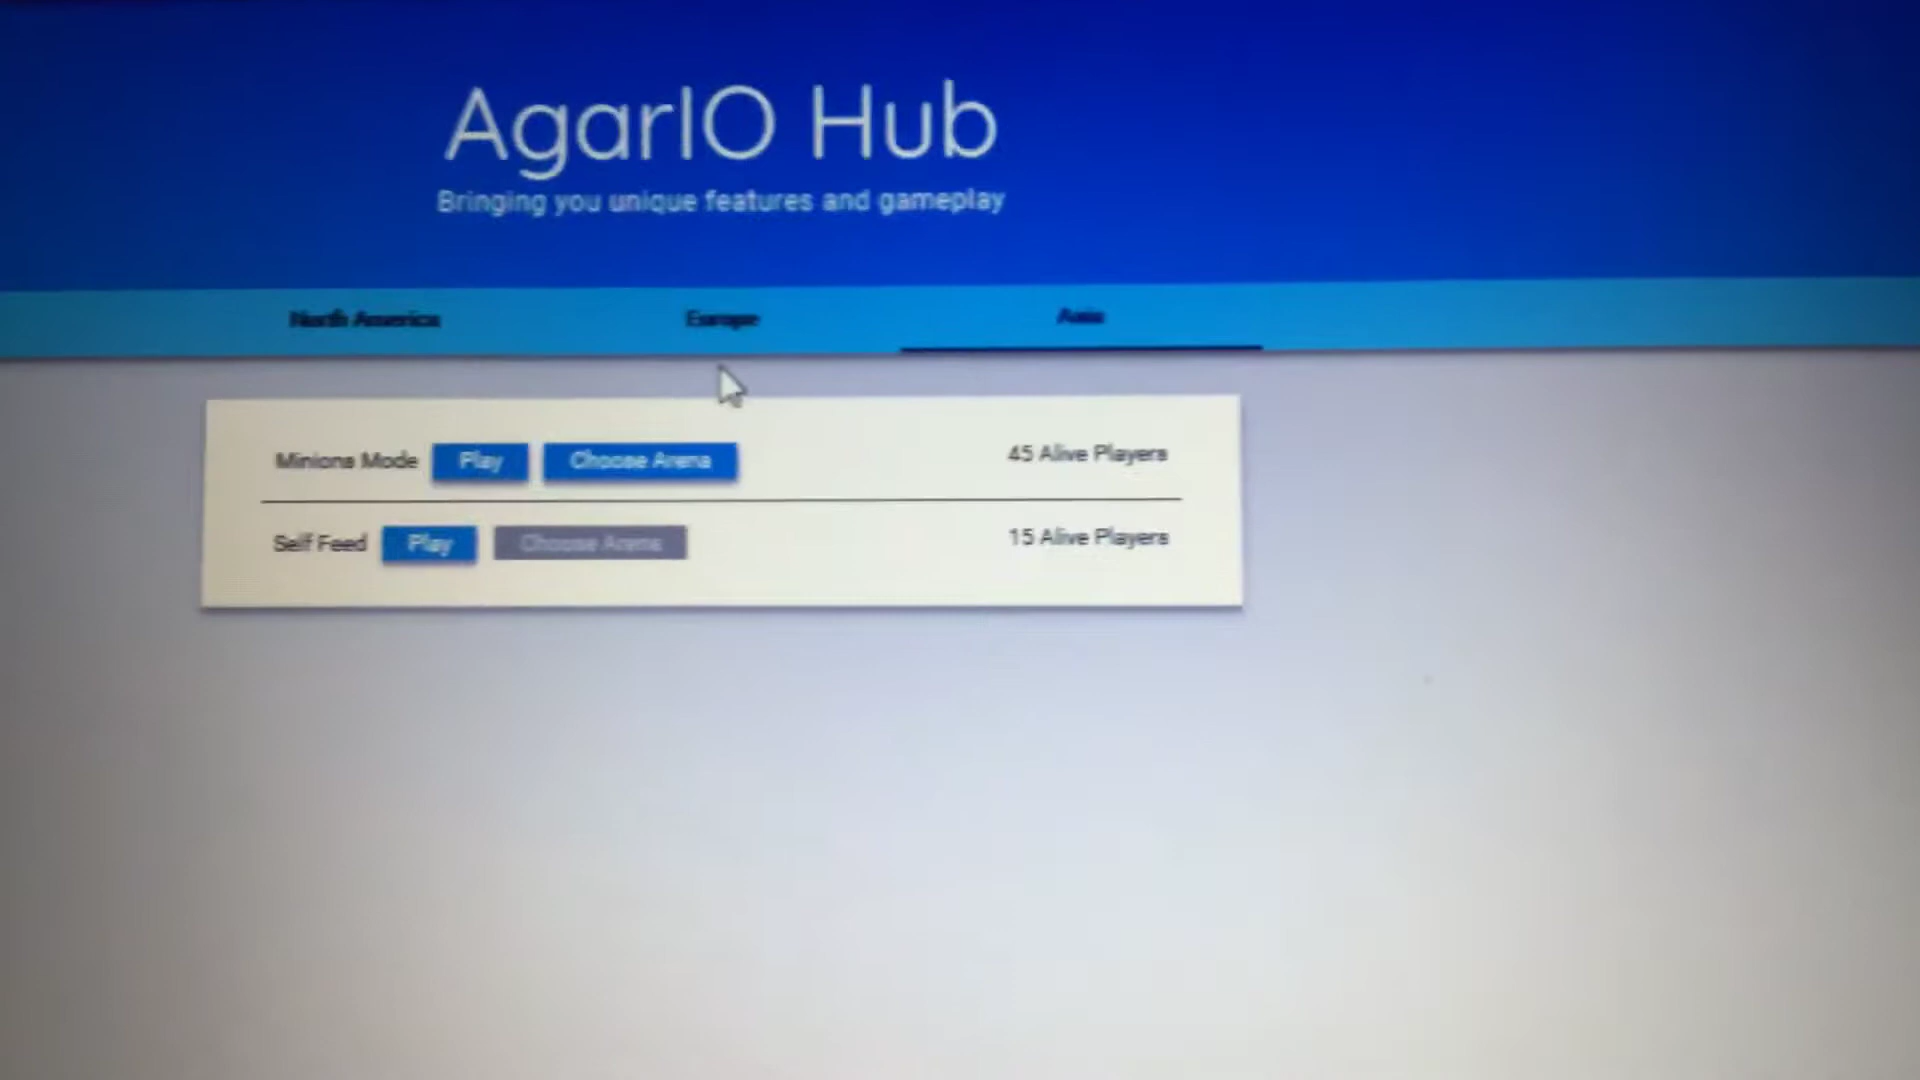 AgarIO Hub
Bringing you unique features and gameplay
North America Europe Asia
Minions Mode Play Choose Arena 45 Alive Players
Self Feed Play Choose Arena 15 Alive Players